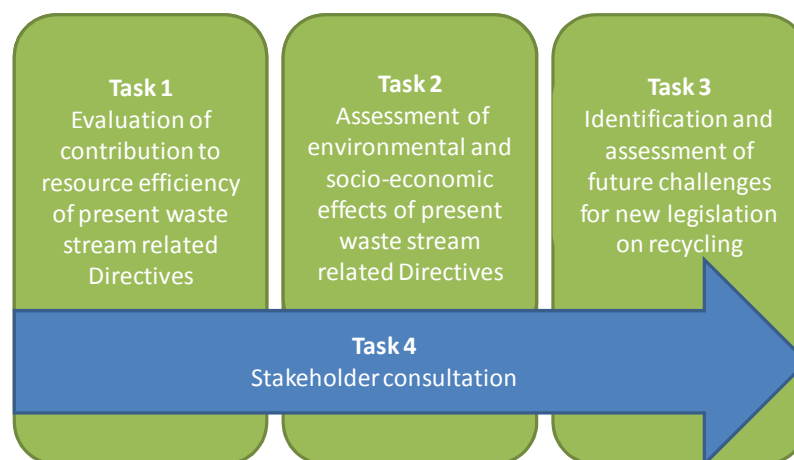 Task 1
Evaluation of
contribution to
resource efficiency
of present waste
stream related
Directives
Task 2
Assessment of
environmental and
socio-economic
effects of present
waste stream
related Directives
Task 3
Identification and
assessment of
future challenges
for new legislation
on recycling
Task 4
Stakeholder consultation